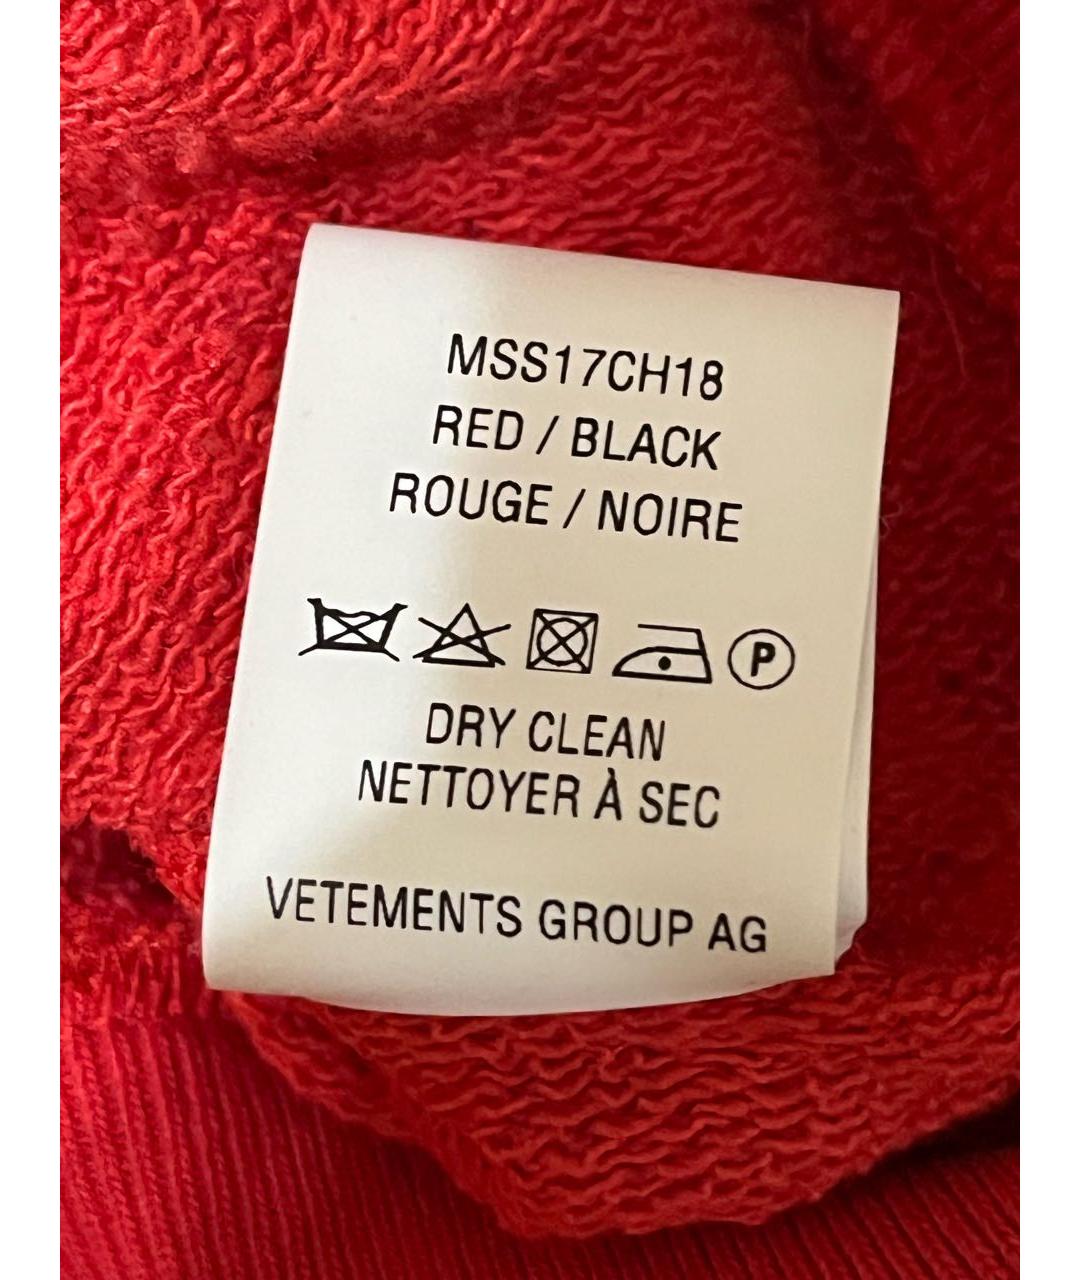 MSS17CH18
RED / BLACK
ROUGE / NOIRE
P
DRY CLEAN
NETTOYER À SEC
VETEMENTS GROUP AG